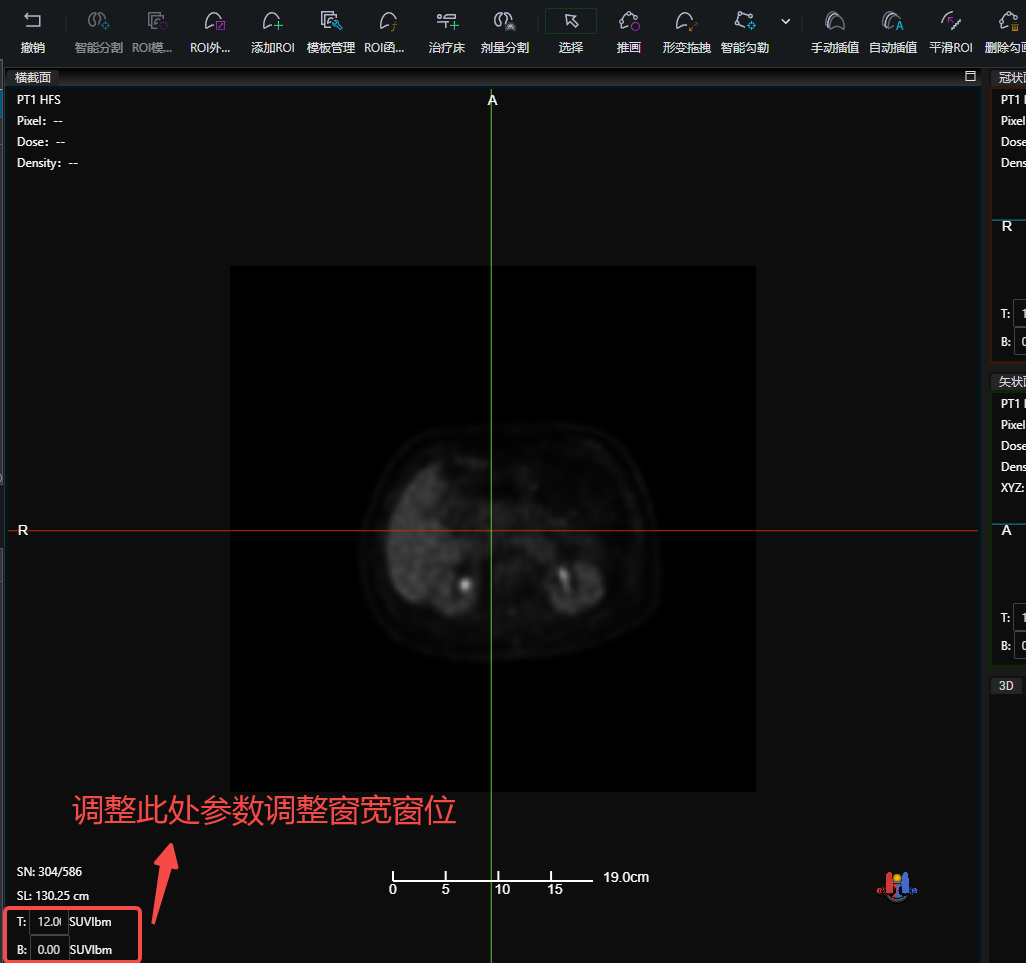 撤销 智能分割 ROI模... ROI外... 添加ROI 模板管理 ROI函... 治疗床 剂量分割 选择 推画 形变拖拽 智能勾勒 手动插值 自动插值 平滑ROI 删除勾
横截面
PT1 HFS
Pixel: --
Dose: --
Density: --
A
R
调整此处参数调整窗宽窗位
SN: 304/586
SL: 130.25 cm
T: 12.0 SUVlbm
B: 0.00 SUVlbm
0 5 10 15 19.0cm
冠状
PT1
Pixel
Dose
Dens
R
T: 1
B: 0
矢状
PT1
Pixel
Dose
Dens
XYZ:
A
T: 1
B: 0
3D